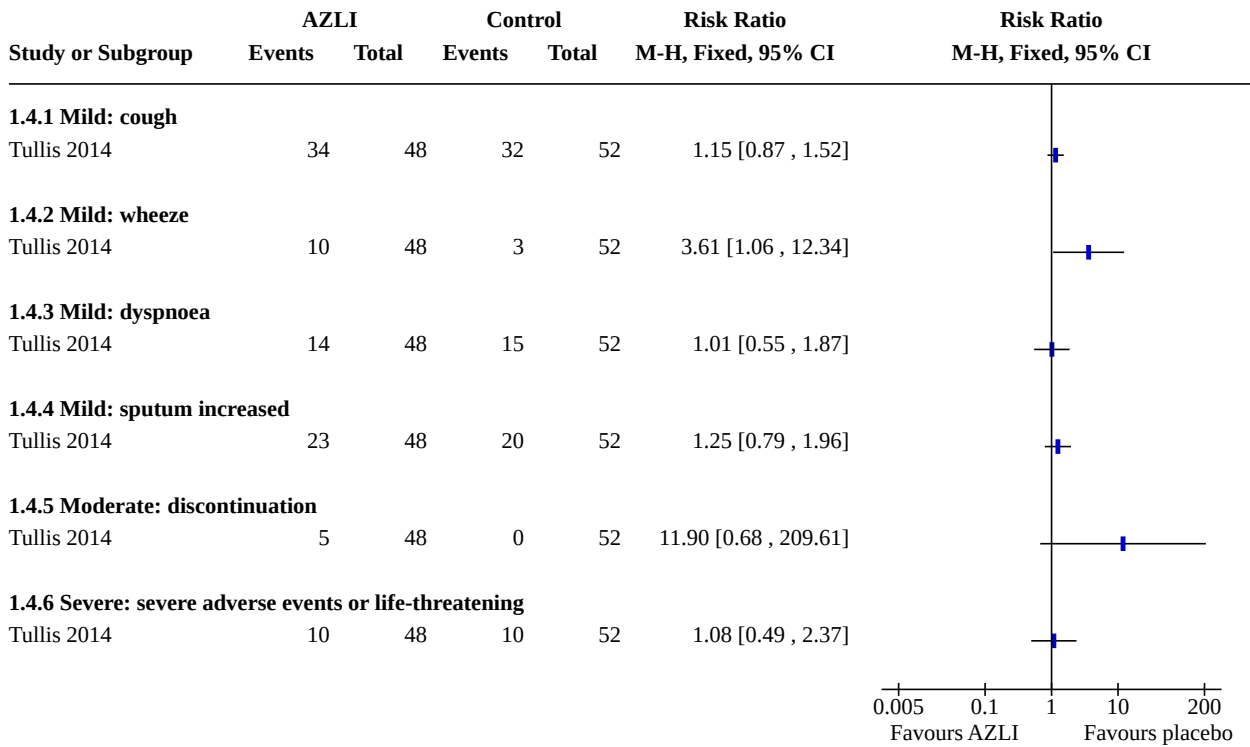 AZLI Control Risk Ratio Risk Ratio
Study or Subgroup Events Total Events Total M-H, Fixed, 95% CI M-H, Fixed, 95% CI
1.4.1 Mild: cough
Tullis 2014 34 48 32 52 1.15 [0.87 , 1.52]
1.4.2 Mild: wheeze
Tullis 2014 10 48 3 52 3.61 [1.06 , 12.34]
1.4.3 Mild: dyspnoea
Tullis 2014 14 48 15 52 1.01 [0.55 , 1.87]
1.4.4 Mild: sputum increased
Tullis 2014 23 48 20 52 1.25 [0.79 , 1.96]
1.4.5 Moderate: discontinuation
Tullis 2014 5 48 0 52 11.90 [0.68 , 209.61]
1.4.6 Severe: severe adverse events or life-threatening
Tullis 2014 10 48 10 52 1.08 [0.49 , 2.37]
0.005 0.1 1 10 200
Favours AZLI Favours placebo